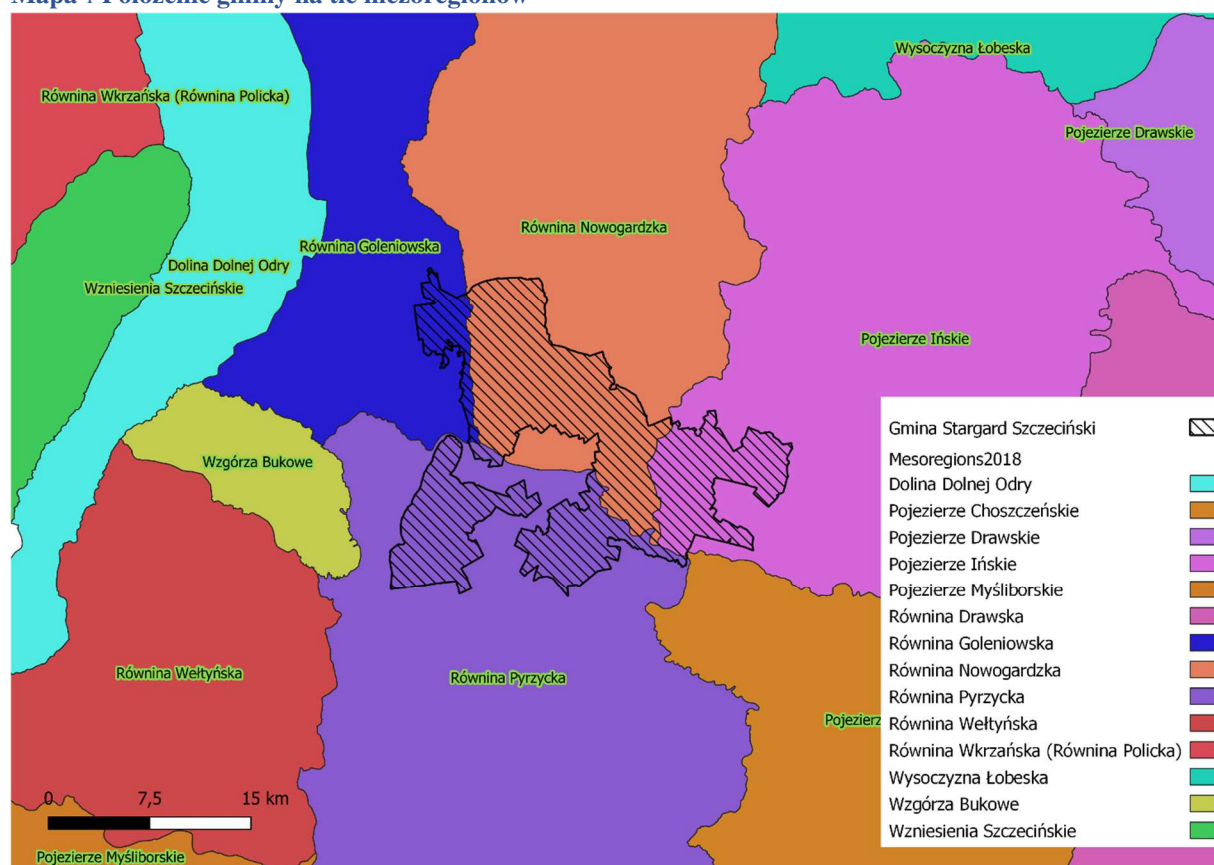 Wysoczyzna Łobeska
Równina Wkrzańska (Równina Policka)
Pojezierze Drawskie
Równina Nowogardzka
Równina Goleniowska
Dolina Dolnej Odry
Wzniesienia Szczecińskie
Pojezierze Ińskie
Wzgórza Bukowe
Równina Wełtyńska
Równina Pyrzycka
0 7,5 15 km
Pojezierze Myśliborskie
Gmina Stargard Szczeciński
Mesoregions2018
Dolina Dolnej Odry
Pojezierze Choszczeńskie
Pojezierze Drawskie
Pojezierze Ińskie
Pojezierze Myśliborskie
Równina Drawska
Równina Goleniowska
Równina Nowogardzka
Równina Pyrzycka
Równina Wełtyńska
Równina Wkrzańska (Równina Policka)
Wysoczyzna Łobeska
Wzgórza Bukowe
Wzniesienia Szczecińskie